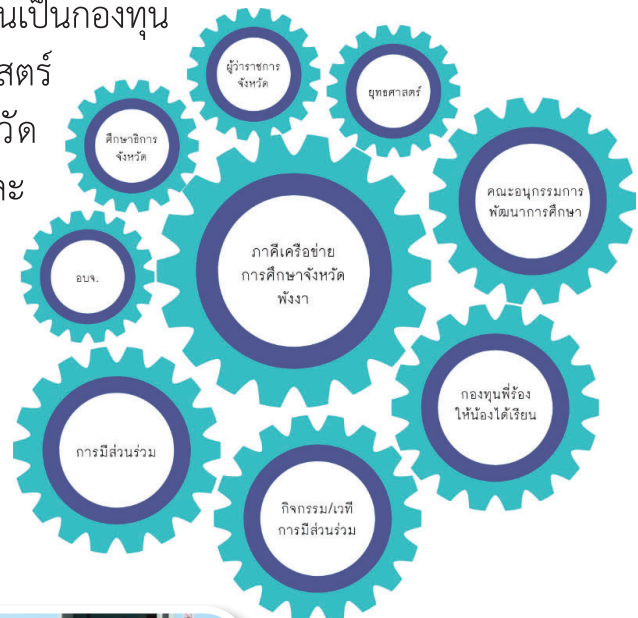 นเป็นกองทุน
สตร์
วัด
ละ
ผู้ว่าราชการ
จังหวัด
ยุทธศาสตร์
ศึกษาธิการ
จังหวัด
คณะอนุกรรมการ
พัฒนาการศึกษา
ภาคีเครือข่าย
การศึกษาจังหวัด
พังงา
อบจ.
กองทุนพี่ร้อง
ให้น้องได้เรียน
การมีส่วนร่วม
กิจกรรม/เวที
การมีส่วนร่วม